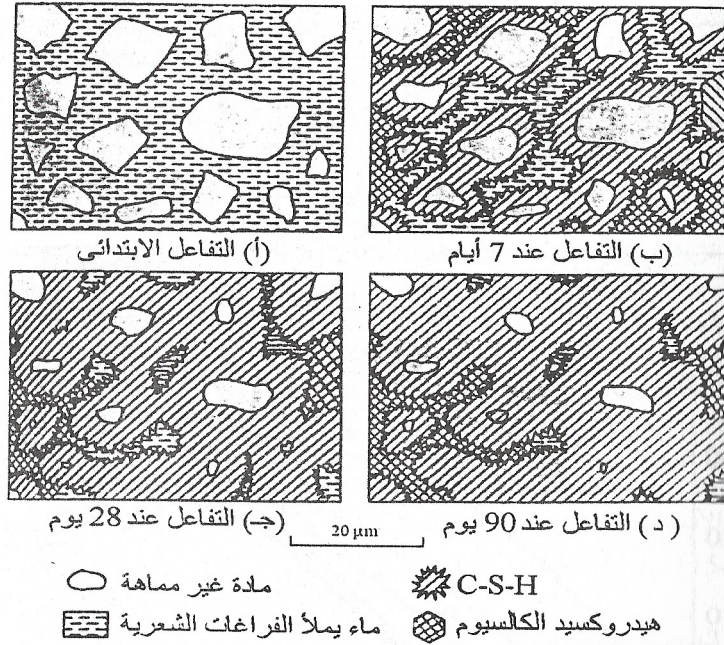 (أ) التفاعل الابتدائى
(ب) التفاعل عند 7 أيام
(جـ) التفاعل عند 28 يوم
(د) التفاعل عند 90 يوم
20 µm
مادة غير مماهة
C-S-H
ماء يملأ الفراغات الشعرية
هيدروكسيد الكالسيوم